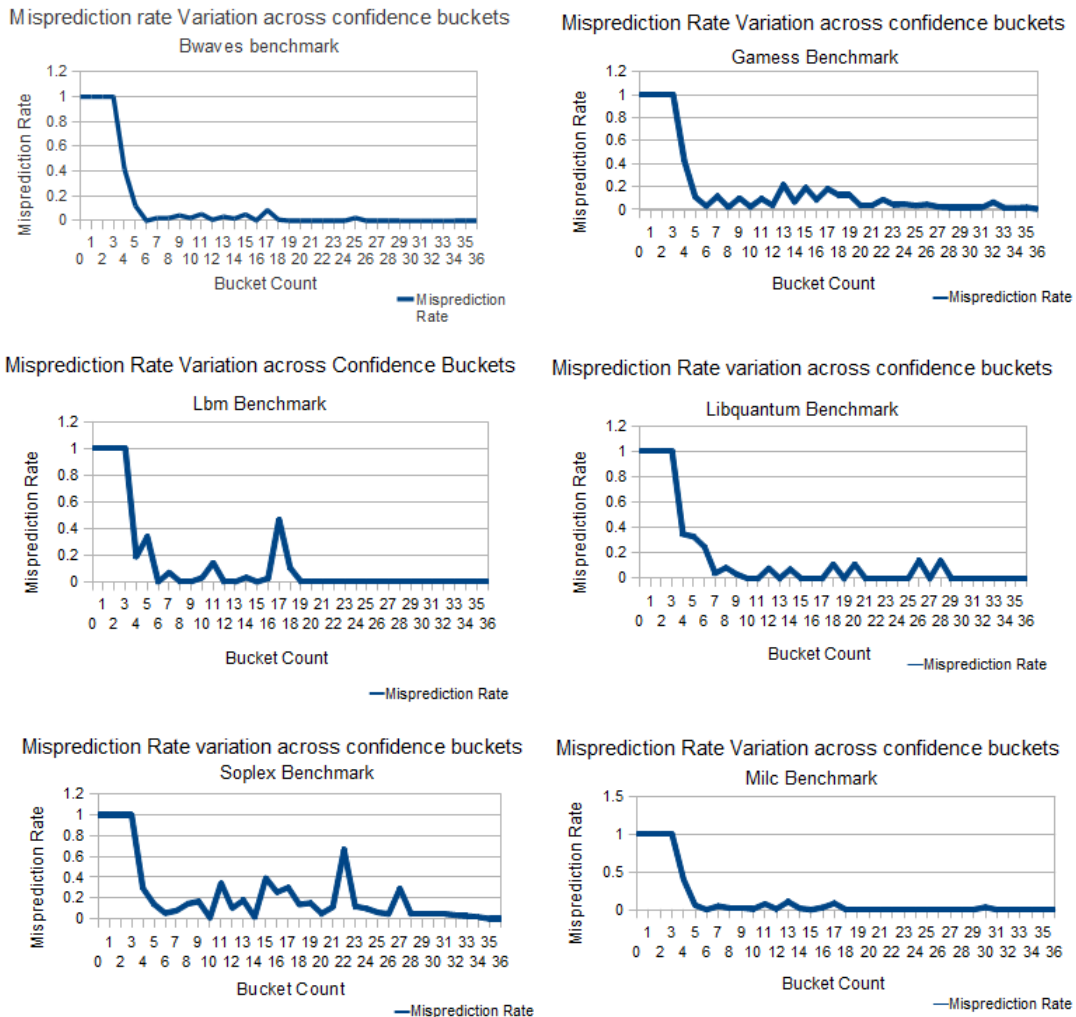 Misprediction rate Variation across confidence buckets
Bwaves benchmark
1.2
1
0.8
0.6
0.4
0.2
0
Misprediction Rate
1 3 5 7 9 11 13 15 17 19 21 23 25 27 29 31 33 35
0 2 4 6 8 10 12 14 16 18 20 22 24 26 28 30 32 34 36
Bucket Count
Misprediction
Rate
Misprediction Rate Variation across confidence buckets
Gamess Benchmark
1.2
1
0.8
0.6
0.4
0.2
0
Misprediction Rate
1 3 5 7 9 11 13 15 17 19 21 23 25 27 29 31 33 35
0 2 4 6 8 10 12 14 16 18 20 22 24 26 28 30 32 34 36
Bucket Count
Misprediction Rate
Misprediction Rate Variation across Confidence Buckets
Lbm Benchmark
1.2
1
0.8
0.6
0.4
0.2
0
Misprediction Rate
1 3 5 7 9 11 13 15 17 19 21 23 25 27 29 31 33 35
0 2 4 6 8 10 12 14 16 18 20 22 24 26 28 30 32 34 36
Bucket Count
Misprediction Rate
Misprediction Rate variation across confidence buckets
Libquantum Benchmark
1.2
1
0.8
0.6
0.4
0.2
0
Misprediction Rate
1 3 5 7 9 11 13 15 17 19 21 23 25 27 29 31 33 35
0 2 4 6 8 10 12 14 16 18 20 22 24 26 28 30 32 34 36
Bucket Count
Misprediction Rate
Misprediction Rate variation across confidence buckets
Soplex Benchmark
1.2
1
0.8
0.6
0.4
0.2
0
Misprediction Rate
1 3 5 7 9 11 13 15 17 19 21 23 25 27 29 31 33 35
0 2 4 6 8 10 12 14 16 18 20 22 24 26 28 30 32 34 36
Bucket Count
Misprediction Rate
Misprediction Rate Variation across confidence buckets
Milc Benchmark
1.5
1
0.5
0
Misprediction Rate
1 3 5 7 9 11 13 15 17 19 21 23 25 27 29 31 33 35
0 2 4 6 8 10 12 14 16 18 20 22 24 26 28 30 32 34 36
Bucket Count
Misprediction Rate